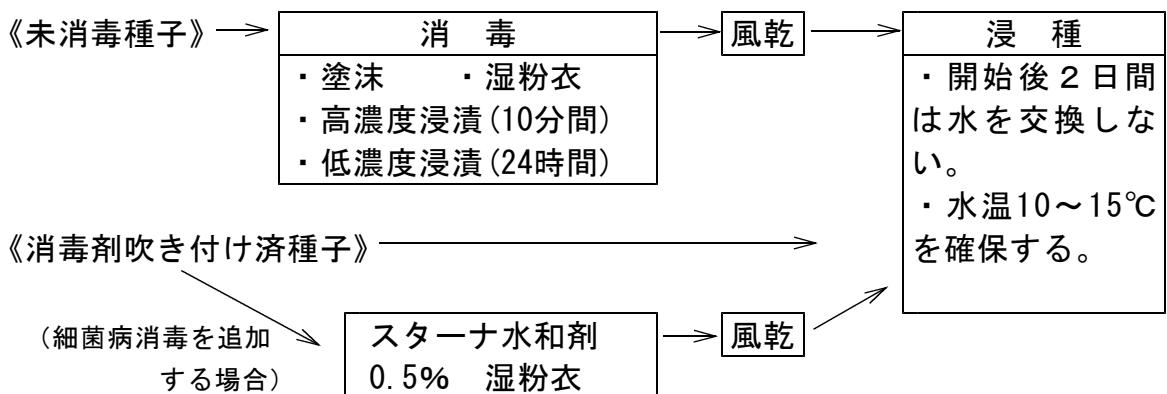 《未消毒種子》
消 毒
・塗沫 ・湿粉衣
・高濃度浸漬(10分間)
・低濃度浸漬(24時間)
風乾
浸 種
・開始後２日間
は水を交換しな
い。
・水温10～15℃
を確保する。
《消毒剤吹き付け済種子》
(細菌病消毒を追加
する場合)
スターナ水和剤
0.5% 湿粉衣
風乾